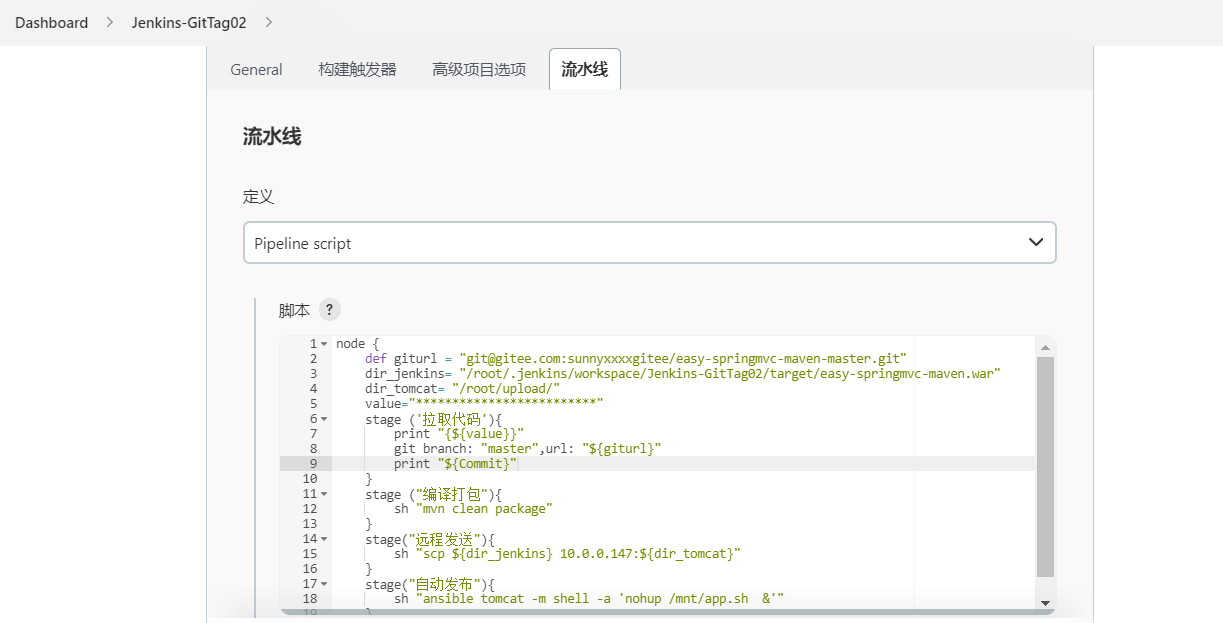 Dashboard > Jenkins-GitTag02 >
General 构建触发器 高级项目选项 流水线
流水线
定义
Pipeline script
脚本 ?
1 node {
2 def giturl = "git@gitee.com:sunnyxxxxgitee/easy-springmvc-maven-master.git"
3 dir_jenkins= "/root/.jenkins/workspace/Jenkins-GitTag02/target/easy-springmvc-maven.war"
4 dir_tomcat= "/root/upload/"
5 value="*************************"
6 stage ('拉取代码'){
7 print "{${value}}"
8 git branch: "master",url: "${giturl}"
9 print "${Commit}"
10 }
11 stage ("编译打包"){
12 sh "mvn clean package"
13 }
14 stage("远程发送"){
15 sh "scp ${dir_jenkins} 10.0.0.147:${dir_tomcat}"
16 }
17 stage("自动发布"){
18 sh "ansible tomcat -m shell -a 'nohup /mnt/app.sh  &'"
19 }